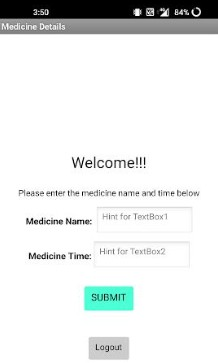 3:50 84%
Medicine Details
Welcome!!!
Please enter the medicine name and time below
Medicine Name: Hint for TextBox1
Medicine Time: Hint for TextBox2
SUBMIT
Logout